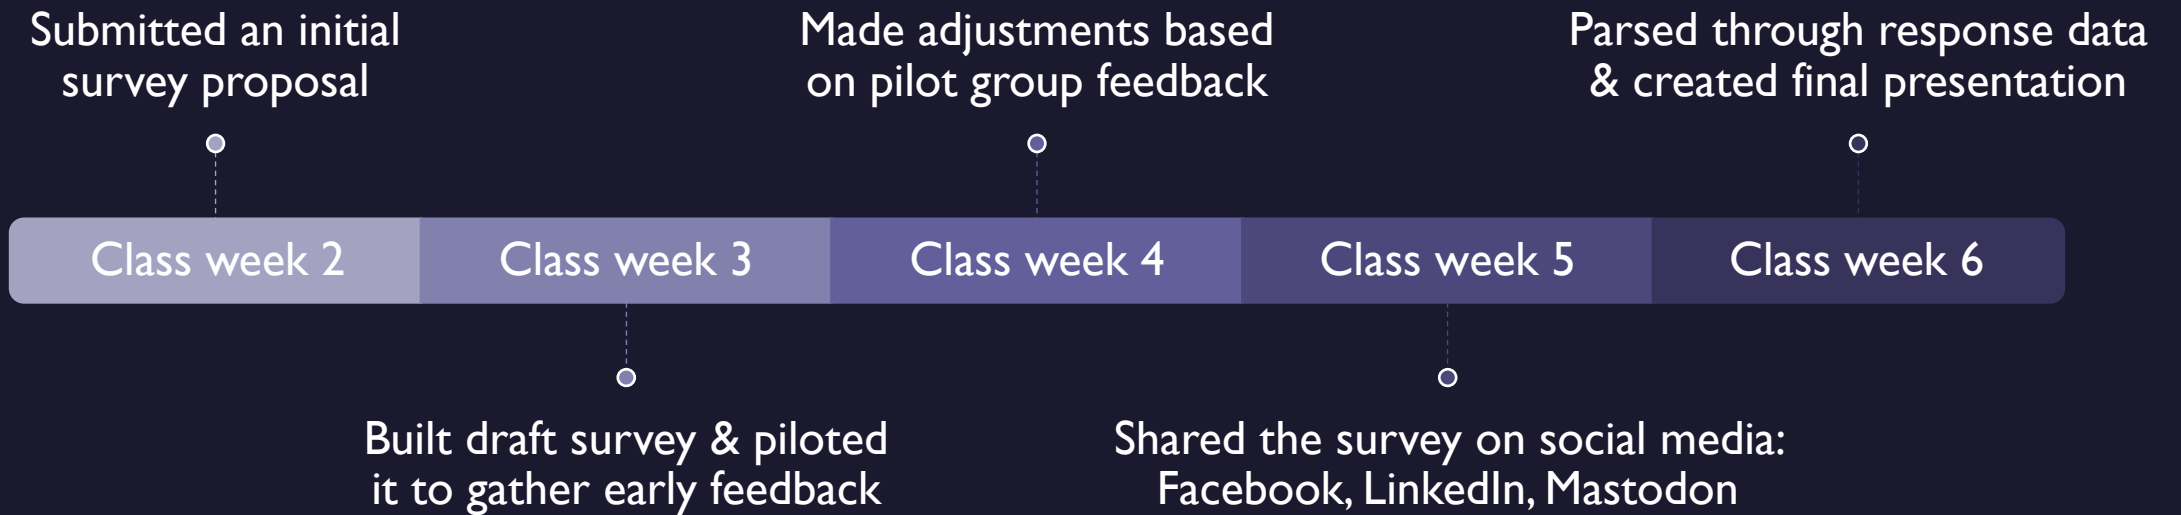 Submitted an initial
survey proposal
Made adjustments based
on pilot group feedback
Parsed through response data
& created final presentation
Class week 2
Class week 3
Class week 4
Class week 5
Class week 6
Built draft survey & piloted
it to gather early feedback
Shared the survey on social media:
Facebook, LinkedIn, Mastodon